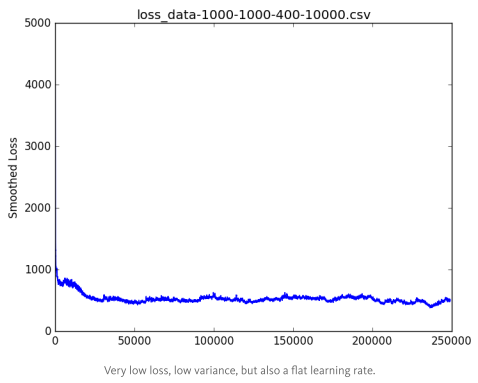 loss_data-1000-1000-400-10000.csv
5000
4000
3000
2000
1000
0
Smoothed Loss
0 50000 100000 150000 200000 250000
Very low loss, low variance, but also a flat learning rate.